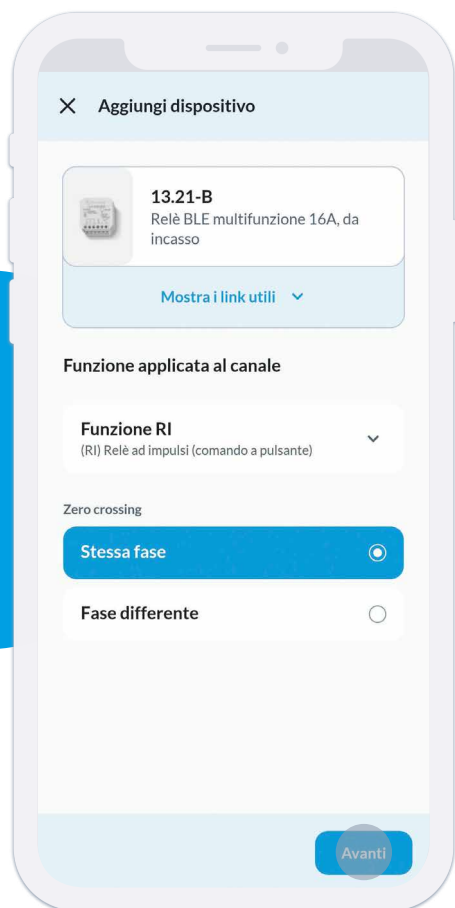 Aggiungi dispositivo
13.21-B
Relè BLE multifunzione 16A, da
incasso
Mostra i link utili
Funzione applicata al canale
Funzione RI
(RI) Relè ad impulsi (comando a pulsante)
Zero crossing
Stessa fase
Fase differente
Avanti